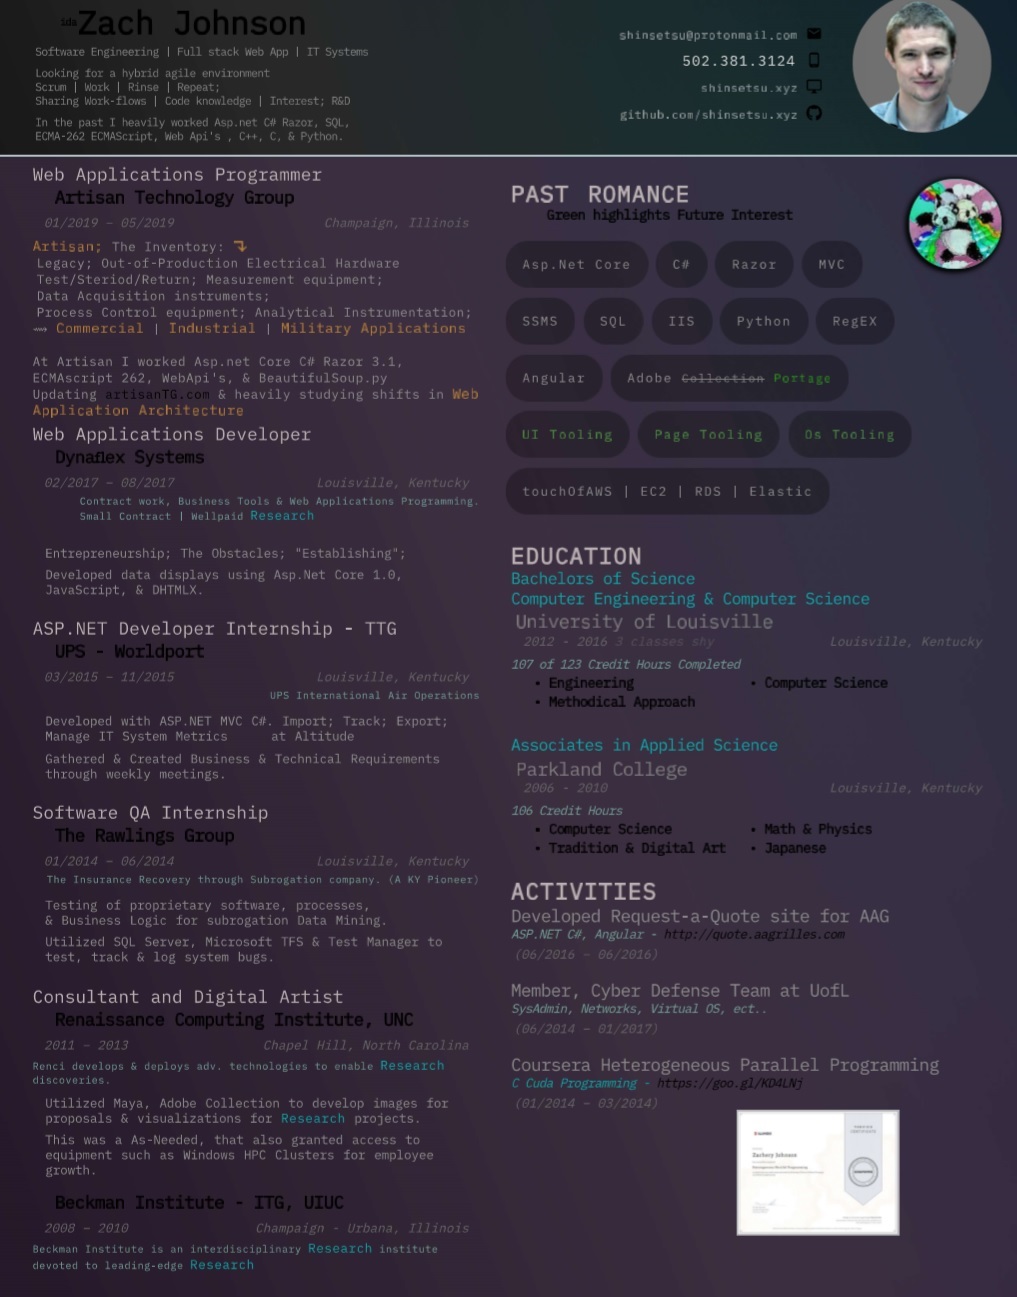 ida Zach Johnson
Software Engineering | Full stack Web App | IT Systems
Looking for a hybrid agile environment
Scrum | Work | Rinse | Repeat;
Sharing Work-flows | Code knowledge | Interest; R&D
In the past I heavily worked Asp.net C# Razor, SQL,
ECMA-262 ECMAScript, Web Api's , C++, C, & Python.
shinsetsu@protonmail.com
502.381.3124
shinsetsu.xyz
github.com/shinsetsu.xyz
Web Applications Programmer
Artisan Technology Group
01/2019 – 05/2019 Champaign, Illinois
Artisan; The Inventory:
Legacy; Out-of-Production Electrical Hardware
Test/Steriod/Return; Measurement equipment;
Data Acquisition instruments;
Process Control equipment; Analytical Instrumentation;
Commercial | Industrial | Military Applications
At Artisan I worked Asp.net Core C# Razor 3.1,
ECMAscript 262, WebApi's, & BeautifulSoup.py
Updating artisanTG.com & heavily studying shifts in Web
Application Architecture
Web Applications Developer
Dynaflex Systems
02/2017 – 08/2017 Louisville, Kentucky
Contract work, Business Tools & Web Applications Programming.
Small Contract | Wellpaid Research
Entrepreneurship; The Obstacles; "Establishing";
Developed data displays using Asp.Net Core 1.0,
JavaScript, & DHTMLX.
ASP.NET Developer Internship - TTG
UPS - Worldport
03/2015 – 11/2015 Louisville, Kentucky
UPS International Air Operations
Developed with ASP.NET MVC C#. Import; Track; Export;
Manage IT System Metrics at Altitude
Gathered & Created Business & Technical Requirements
through weekly meetings.
Software QA Internship
The Rawlings Group
01/2014 – 06/2014 Louisville, Kentucky
The Insurance Recovery through Subrogation company. (A KY Pioneer)
Testing of proprietary software, processes,
& Business Logic for subrogation Data Mining.
Utilized SQL Server, Microsoft TFS & Test Manager to
test, track & log system bugs.
Consultant and Digital Artist
Renaissance Computing Institute, UNC
2011 – 2013 Chapel Hill, North Carolina
Renci develops & deploys adv. technologies to enable Research
discoveries.
Utilized Maya, Adobe Collection to develop images for
proposals & visualizations for Research projects.
This was a As-Needed, that also granted access to
equipment such as Windows HPC Clusters for employee
growth.
Beckman Institute - ITG, UIUC
2008 – 2010 Champaign - Urbana, Illinois
Beckman Institute is an interdisciplinary Research institute
devoted to leading-edge Research
PAST ROMANCE
Green highlights Future Interest
Asp.Net Core C# Razor MVC
SSMS SQL IIS Python RegEX
Angular Adobe Collection Portage
UI Tooling Page Tooling Os Tooling
touchOfAWS | EC2 | RDS | Elastic
EDUCATION
Bachelors of Science
Computer Engineering & Computer Science
University of Louisville
2012 - 2016 3 classes shy Louisville, Kentucky
107 of 123 Credit Hours Completed
• Engineering • Computer Science
• Methodical Approach
Associates in Applied Science
Parkland College
2006 - 2010 Louisville, Kentucky
106 Credit Hours
• Computer Science • Math & Physics
• Tradition & Digital Art • Japanese
ACTIVITIES
Developed Request-a-Quote site for AAG
ASP.NET C#, Angular - http://quote.aagrilles.com
(06/2016 – 06/2016)
Member, Cyber Defense Team at UofL
SysAdmin, Networks, Virtual OS, ect..
(06/2014 – 01/2017)
Coursera Heterogeneous Parallel Programming
C Cuda Programming - https://goo.gl/KD4LNj
(01/2014 – 03/2014)
Zachery Johnson